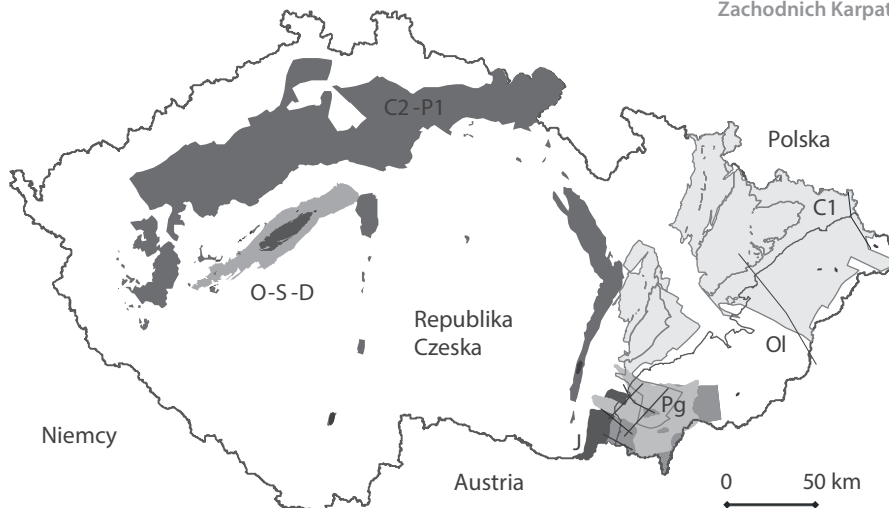 Zachodnich Karpat
C2-P1
Polska
C1
O-S-D
Republika
Czeska
Ol
Pg
Niemcy
J
Austria
0 50 km